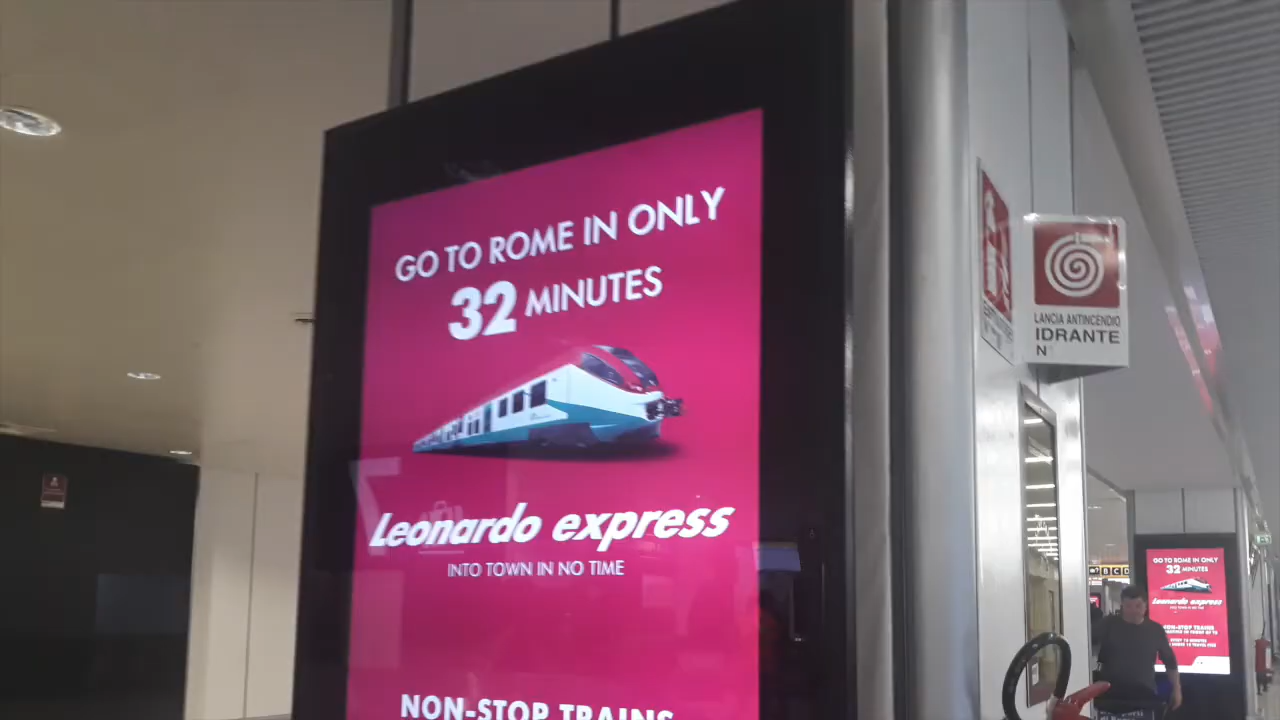 GO TO ROME IN ONLY
32 MINUTES
Leonardo express
INTO TOWN IN NO TIME
NON-STOP TRAINS
LANCIA ANTINCENDIO
IDRANTE
N°
BCD
GO TO ROME IN ONLY
32 MINUTES
Leonardo express
NON-STOP TRAINS